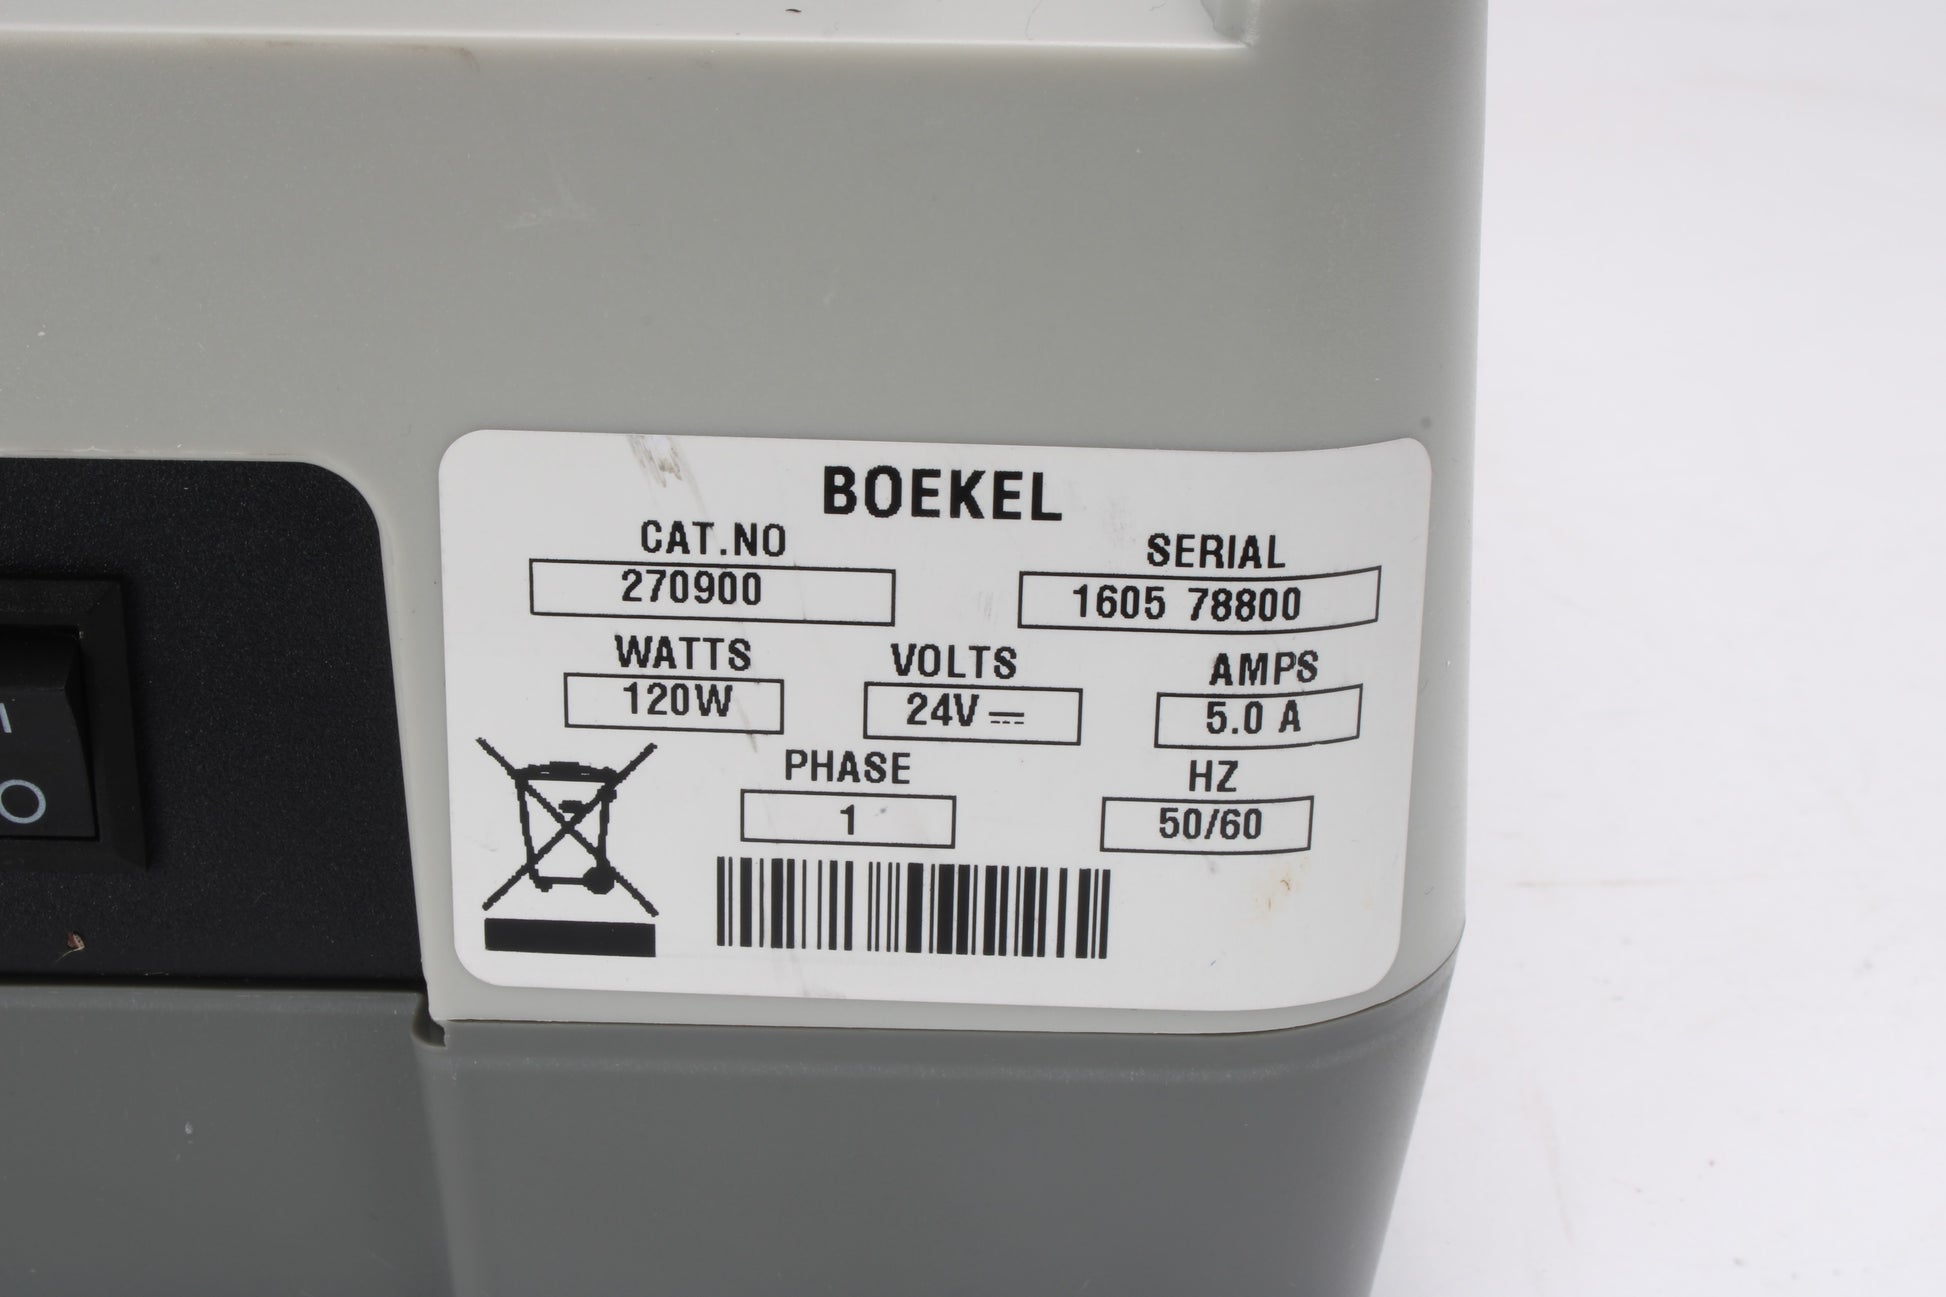 BOEKEL
CAT.NO SERIAL
270900 1605 78800
WATTS VOLTS AMPS
120W 24V ⎓ 5.0 A
PHASE HZ
1 50/60
I
O